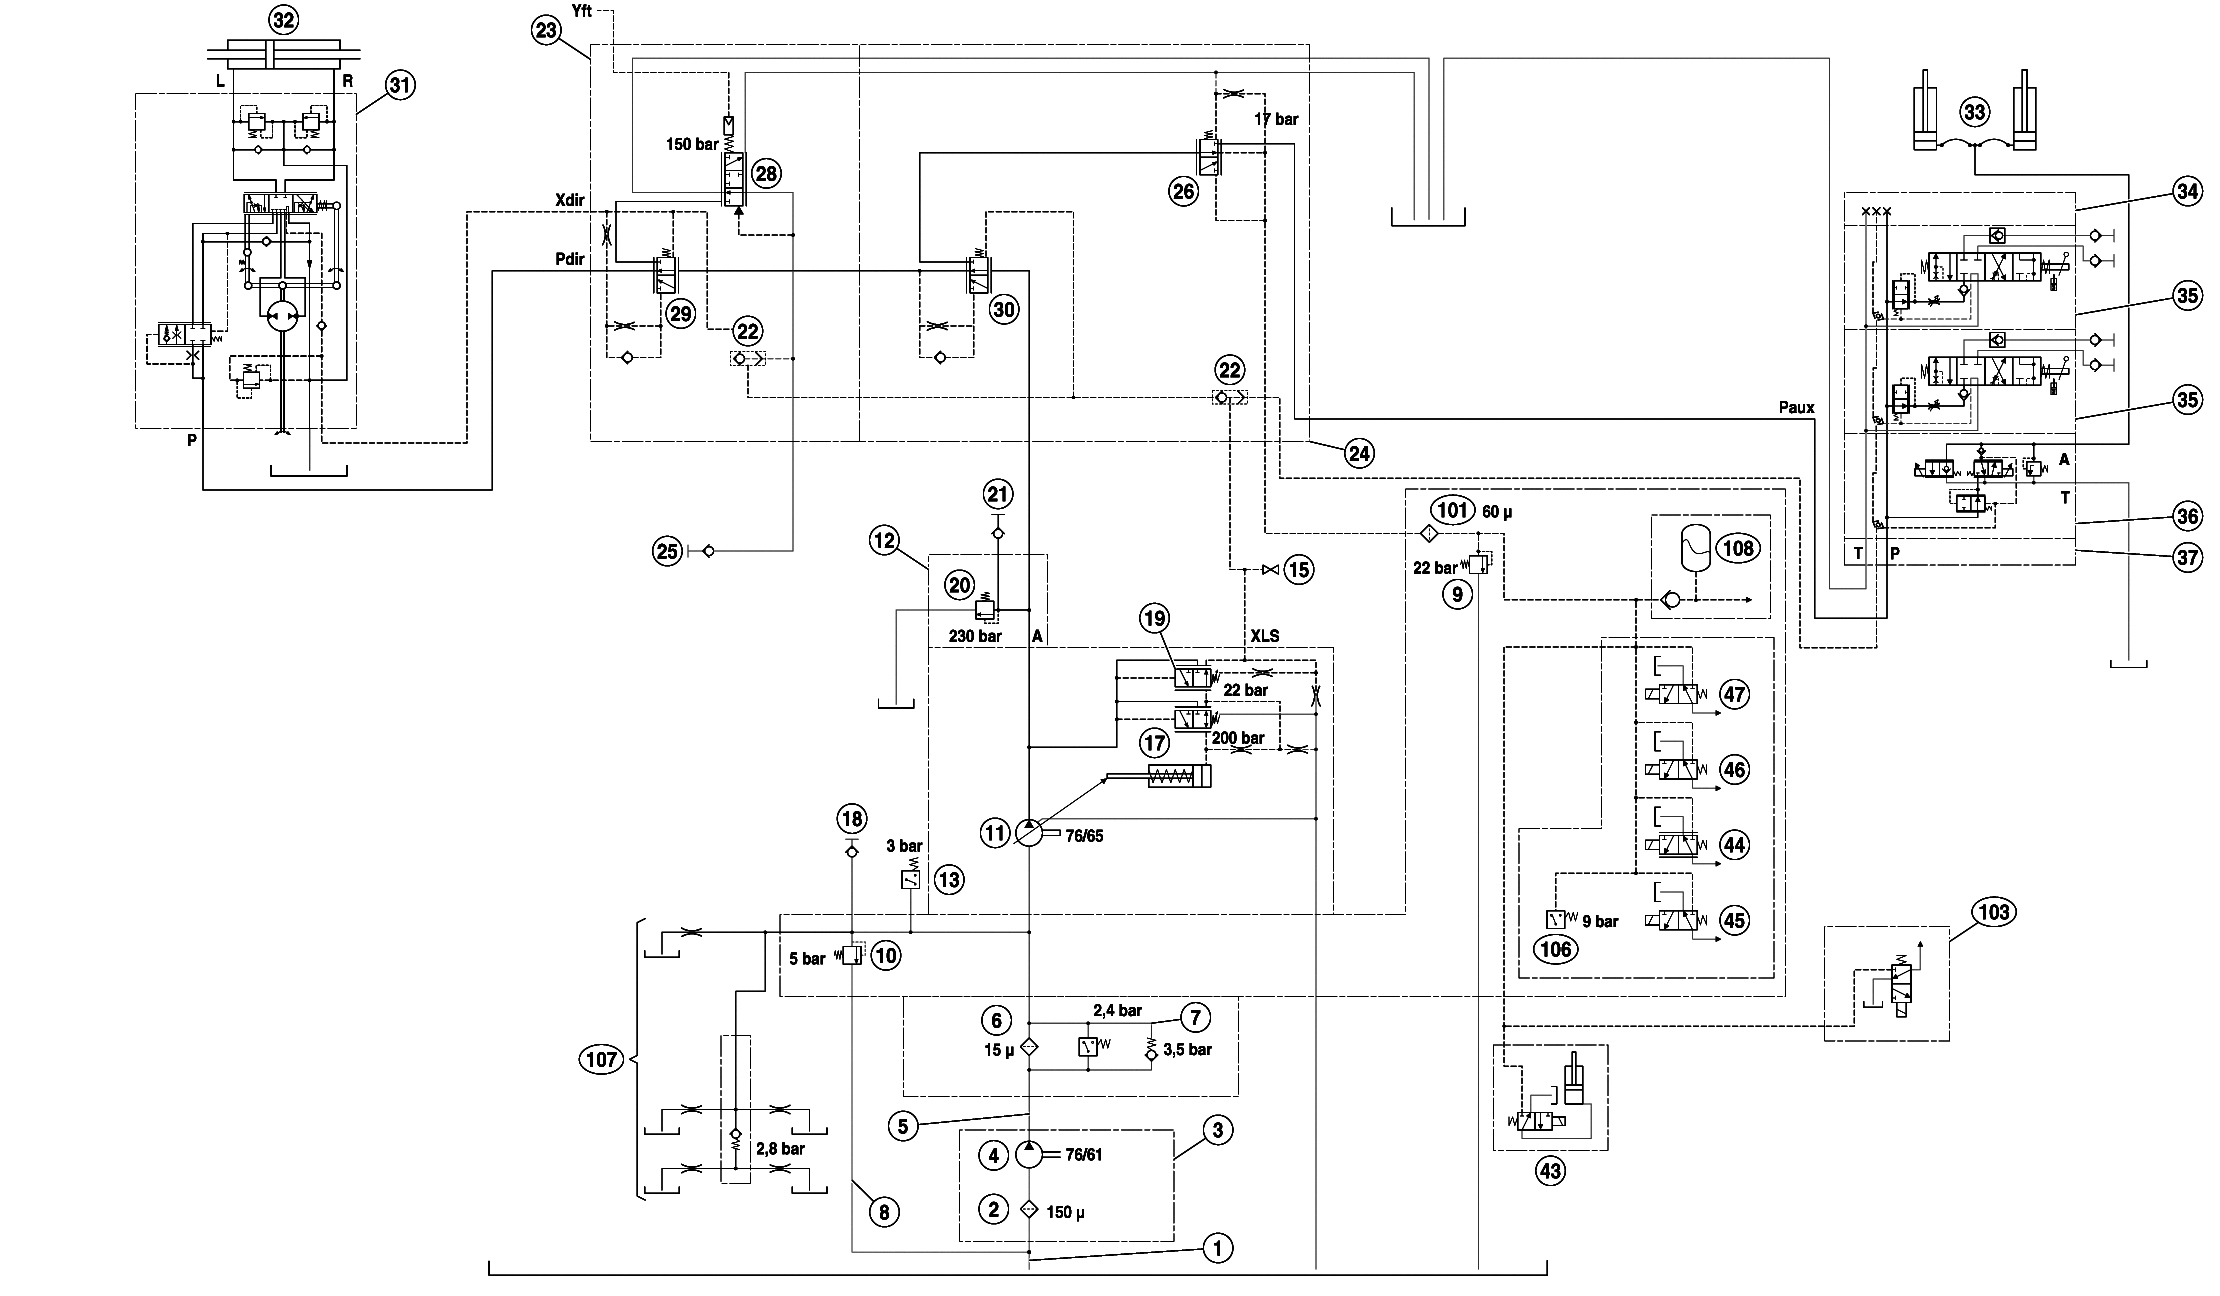 32
Yft
23
L
R
31
33
17 bar
150 bar
28
26
34
Xdir
Pdir
29
30
35
22
22
35
Paux
P
24
A
21
T
101
60 µ
36
12
108
25
T
P
37
20
15
22 bar
9
19
230 bar
A
XLS
22 bar
47
17
200 bar
46
18
11
76/65
3 bar
44
13
9 bar
45
103
106
5 bar
10
6
2,4 bar
7
15 µ
3,5 bar
107
5
3
2,8 bar
4
76/61
43
8
2
150 µ
1